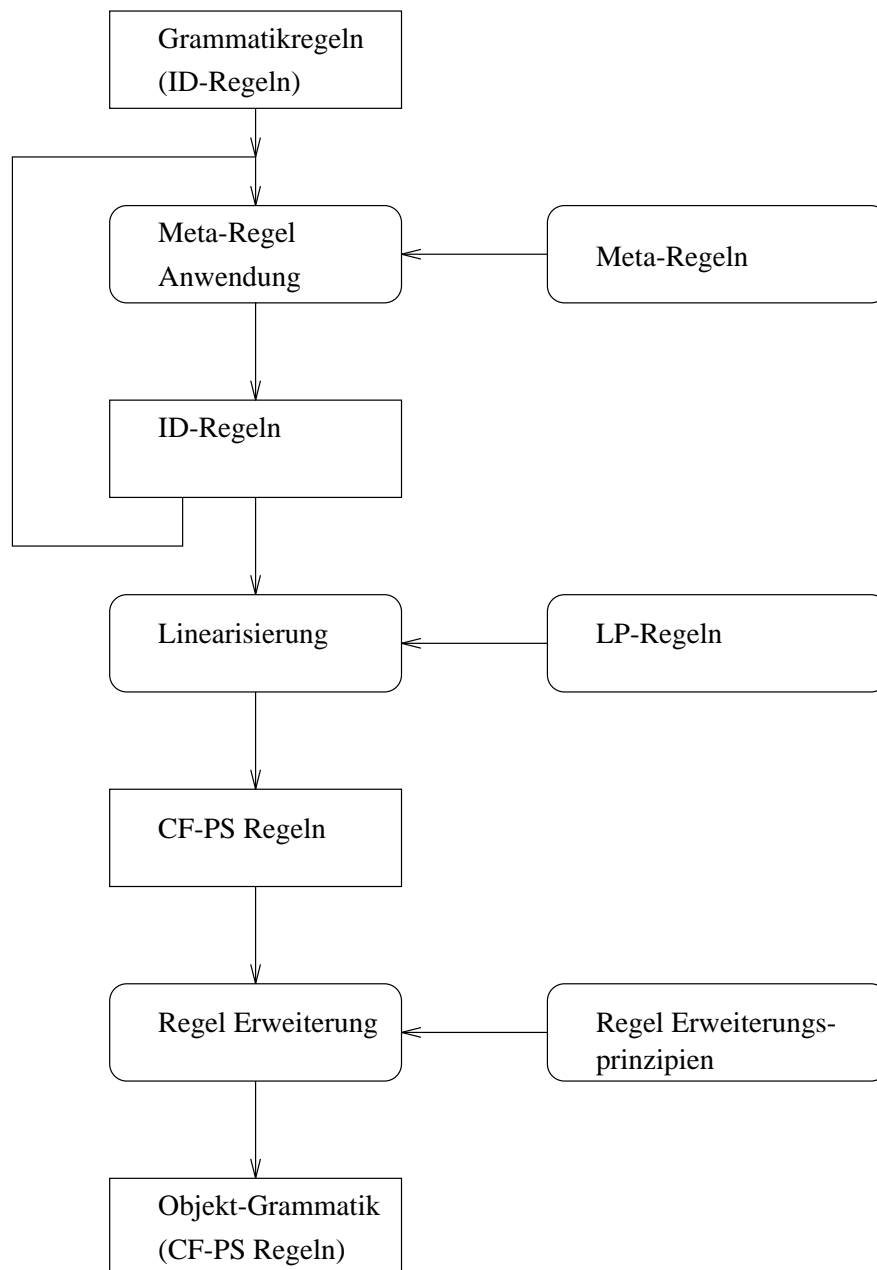 Grammatikregeln
(ID-Regeln)
Meta-Regel
Anwendung
Meta-Regeln
ID-Regeln
Linearisierung
LP-Regeln
CF-PS Regeln
Regel Erweiterung
Regel Erweiterungs-
prinzipien
Objekt-Grammatik
(CF-PS Regeln)